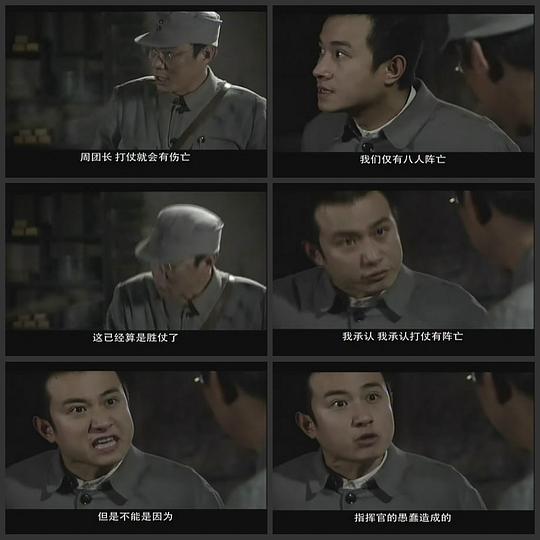 周团长 打仗就会有伤亡
我们仅有八人阵亡
这已经算是胜仗了
我承认 我承认打仗有阵亡
但是不能是因为
指挥官的愚蠢造成的